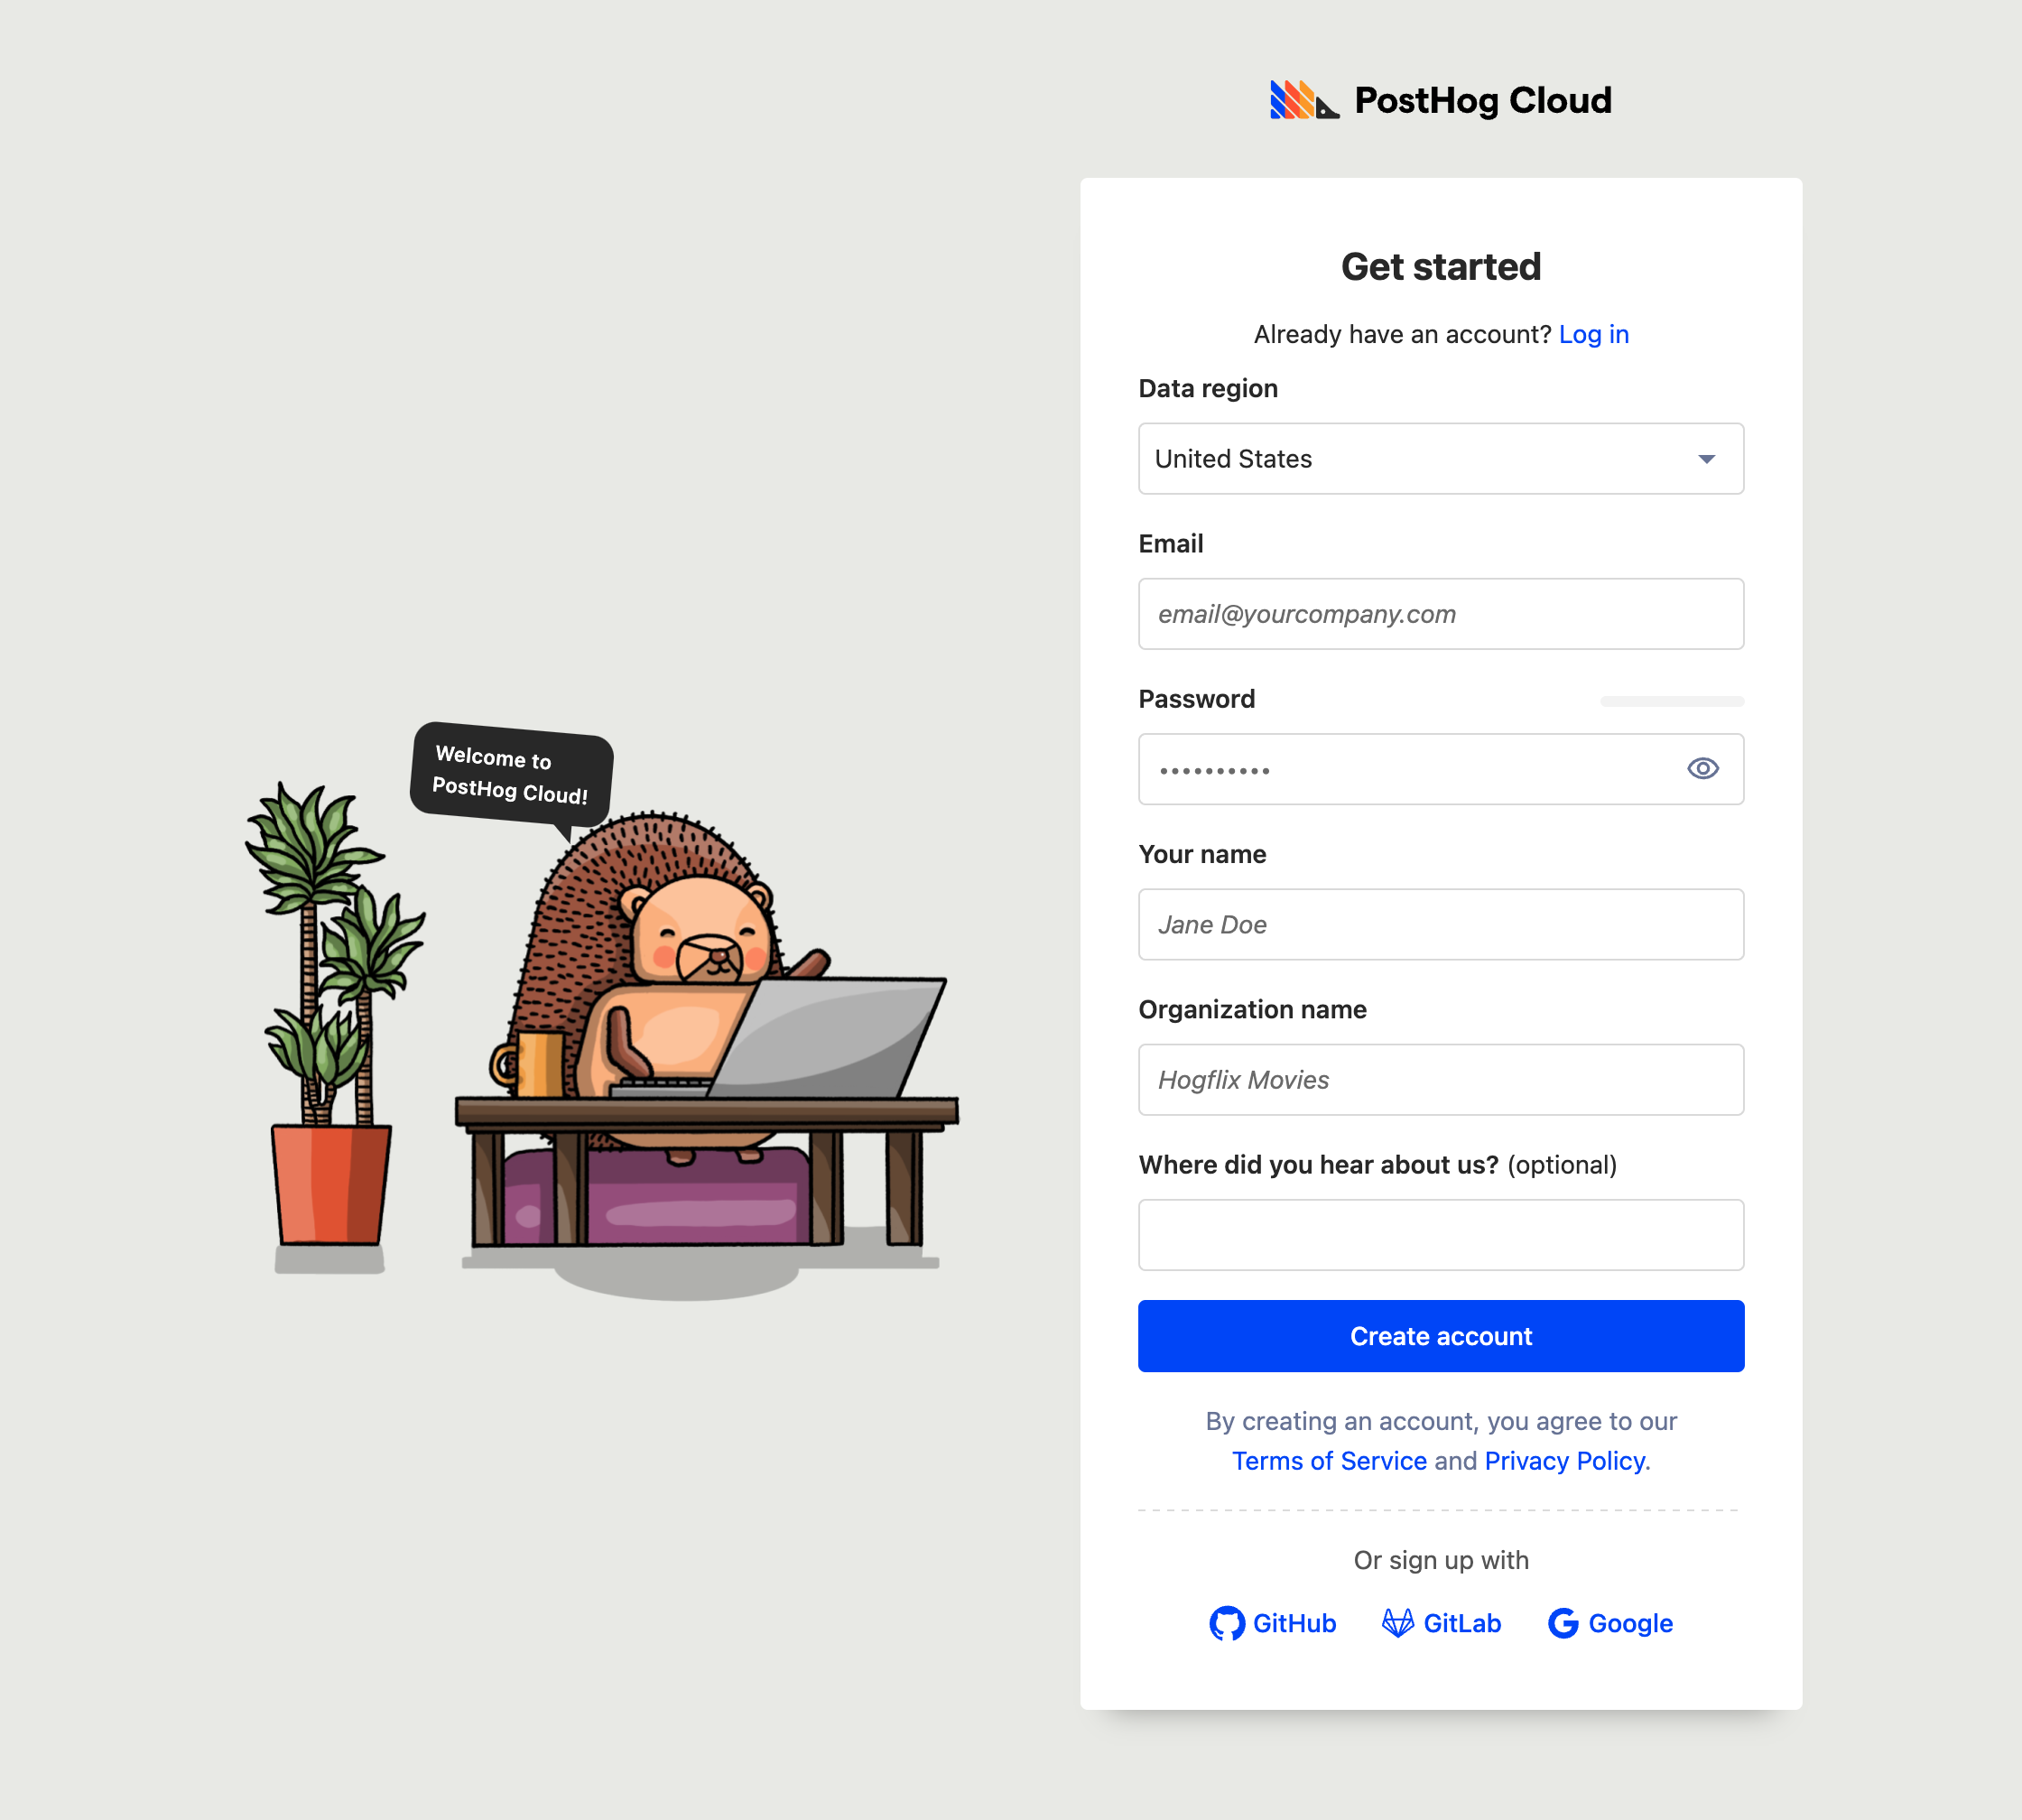 PostHog Cloud
Get started
Already have an account? Log in
Data region
United States
Email
email@yourcompany.com
Password
••••••••••
Your name
Jane Doe
Organization name
Hogflix Movies
Where did you hear about us? (optional)
Create account
By creating an account, you agree to our
Terms of Service and Privacy Policy.
Or sign up with
GitHub GitLab Google
Welcome to
PostHog Cloud!